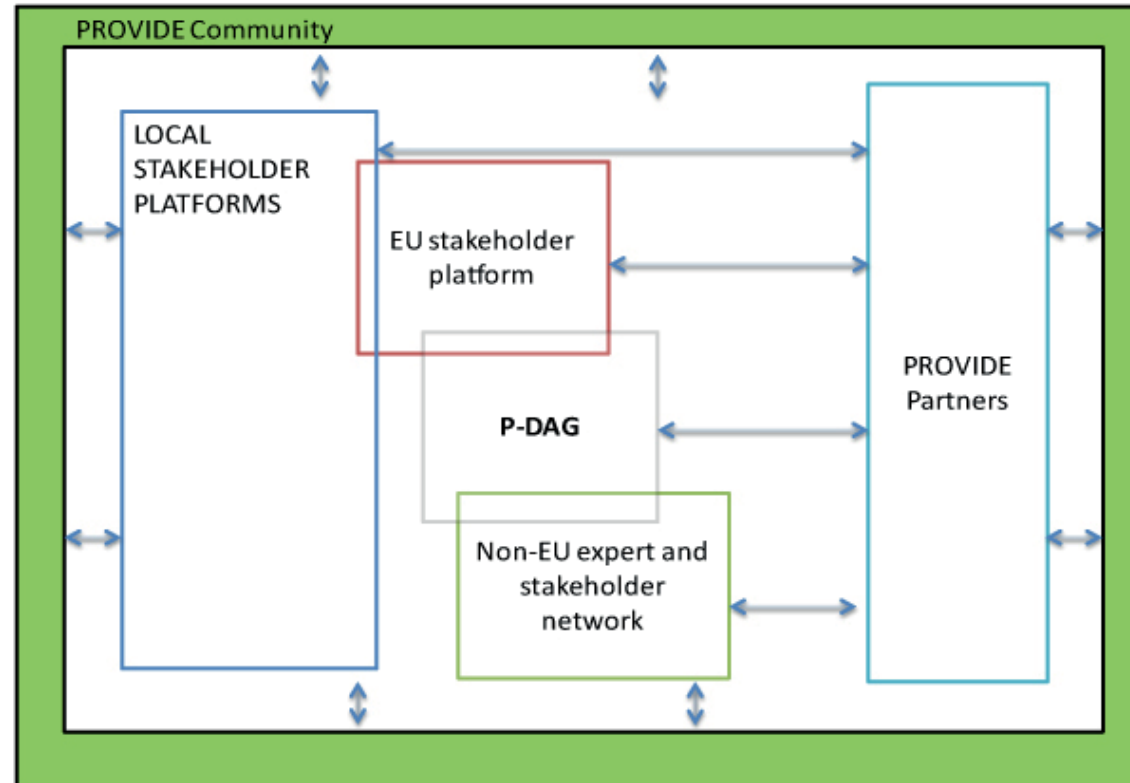 PROVIDE Community
LOCAL
STAKEHOLDER
PLATFORMS
EU stakeholder
platform
P-DAG
PROVIDE
Partners
Non-EU expert and
stakeholder
network